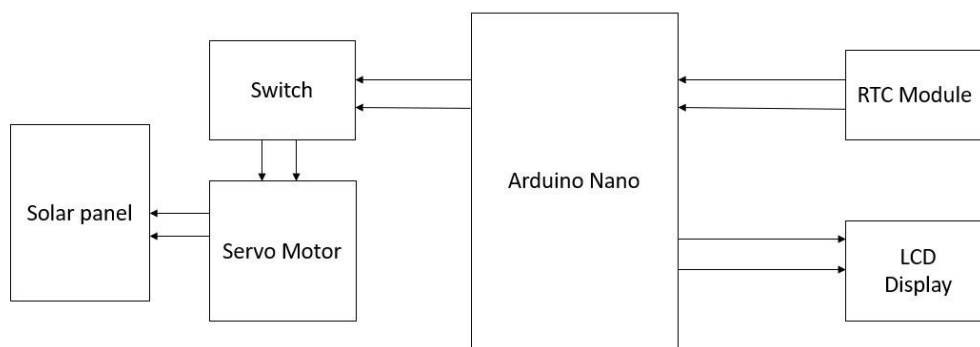 Switch
RTC Module
Arduino Nano
Solar panel
Servo Motor
LCD
Display